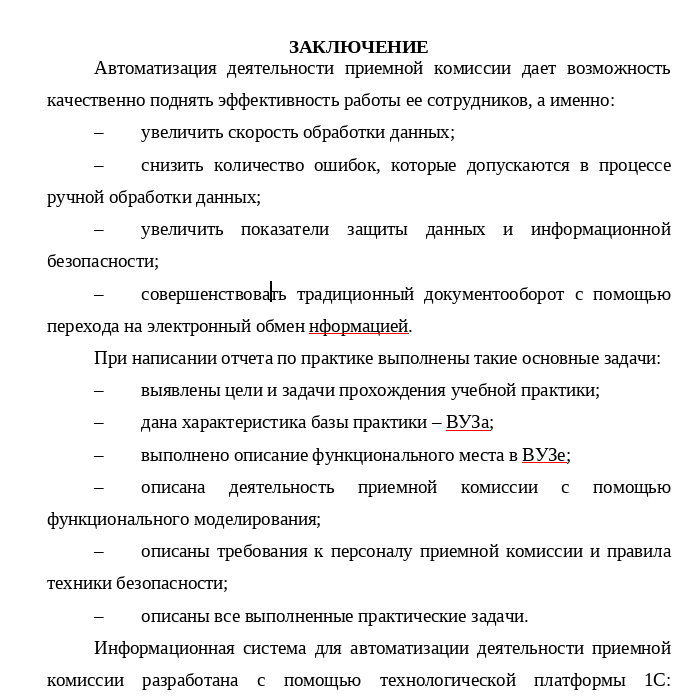 ЗАКЛЮЧЕНИЕ
Автоматизация деятельности приемной комиссии дает возможность
качественно поднять эффективность работы ее сотрудников, а именно:
– увеличить скорость обработки данных;
– снизить количество ошибок, которые допускаются в процессе
ручной обработки данных;
– увеличить показатели защиты данных и информационной
безопасности;
– совершенствовать традиционный документооборот с помощью
перехода на электронный обмен нформацией.
При написании отчета по практике выполнены такие основные задачи:
– выявлены цели и задачи прохождения учебной практики;
– дана характеристика базы практики – ВУЗа;
– выполнено описание функционального места в ВУЗе;
– описана деятельность приемной комиссии с помощью
функционального моделирования;
– описаны требования к персоналу приемной комиссии и правила
техники безопасности;
– описаны все выполненные практические задачи.
Информационная система для автоматизации деятельности приемной
комиссии разработана с помощью технологической платформы 1С: